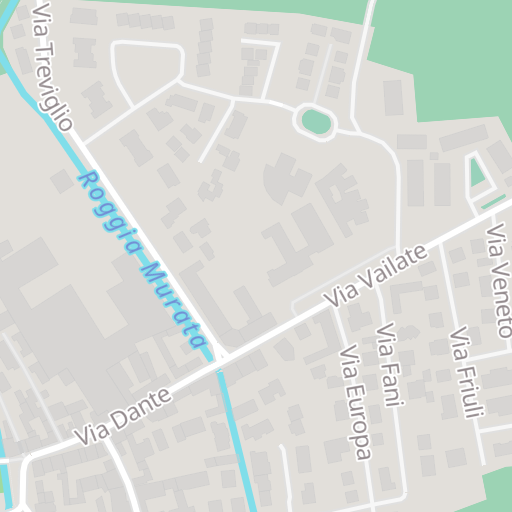 Via Treviglio
Roggia Murata
Via Vailate
Via Veneto
Via Fani
Via Friuli
Via Europa
Via Dante